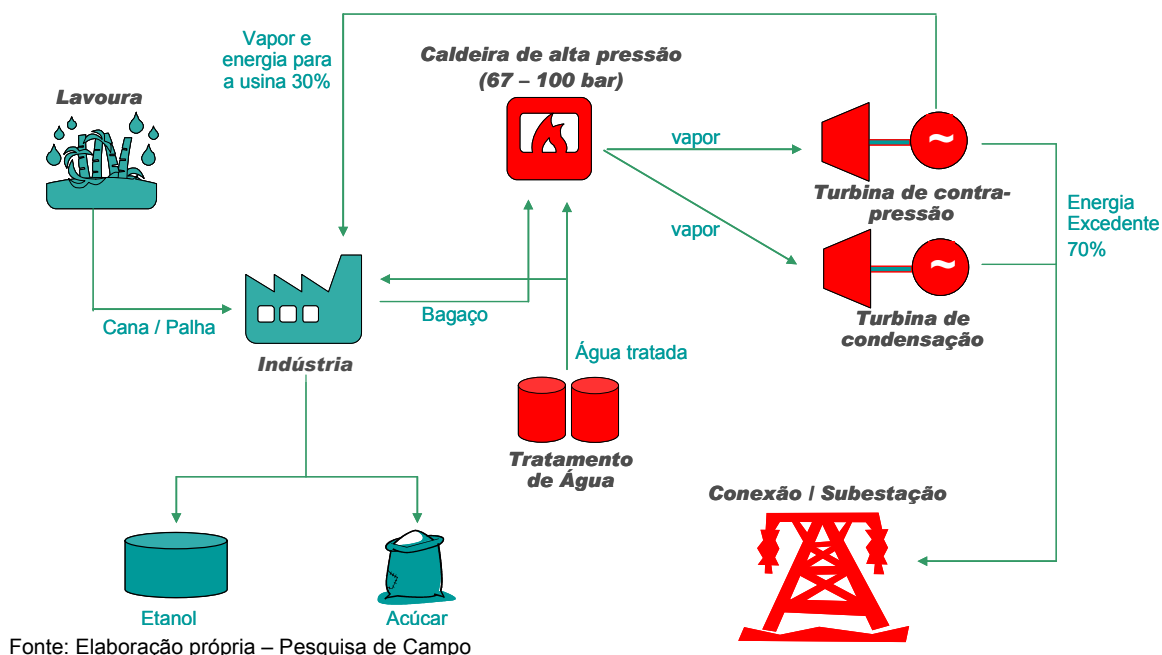 Vapor e
energia para
a usina 30%
Caldeira de alta pressão
(67 – 100 bar)
Lavoura
vapor
~
Turbina de contra-
pressão
Energia
Excedente
70%
vapor
~
Turbina de
condensação
Cana / Palha
Bagaço
Indústria
Água tratada
Tratamento
de Água
Conexão / Subestação
Etanol
Acúcar
Fonte: Elaboração própria – Pesquisa de Campo